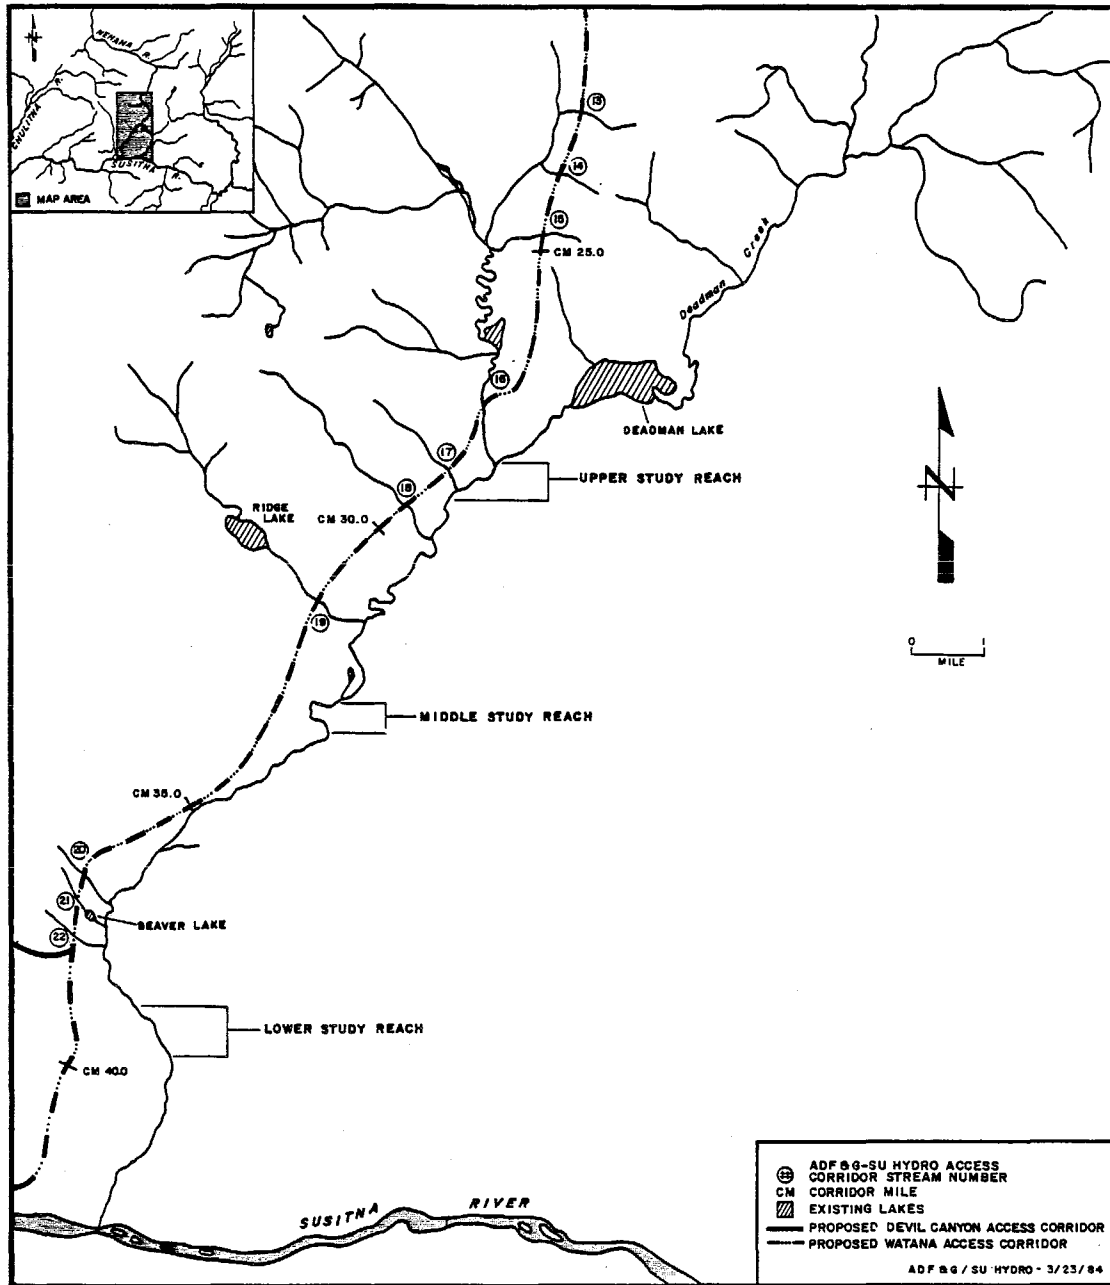 N
NENANA R.
CHULITNA R.
SUSITNA R.
MAP AREA
13
14
15
CM 25.0
Deadman Creek
16
DEADMAN LAKE
17
UPPER STUDY REACH
18
RIDGE
LAKE
CM 30.0
N
19
0 1
MILE
MIDDLE STUDY REACH
CM 35.0
20
21
BEAVER LAKE
22
LOWER STUDY REACH
CM 40.0
SUSITNA RIVER
# ADF&G-SU HYDRO ACCESS
CORRIDOR STREAM NUMBER
CM CORRIDOR MILE
EXISTING LAKES
PROPOSED DEVIL CANYON ACCESS CORRIDOR
PROPOSED WATANA ACCESS CORRIDOR
ADF&G / SU HYDRO - 3/23/84